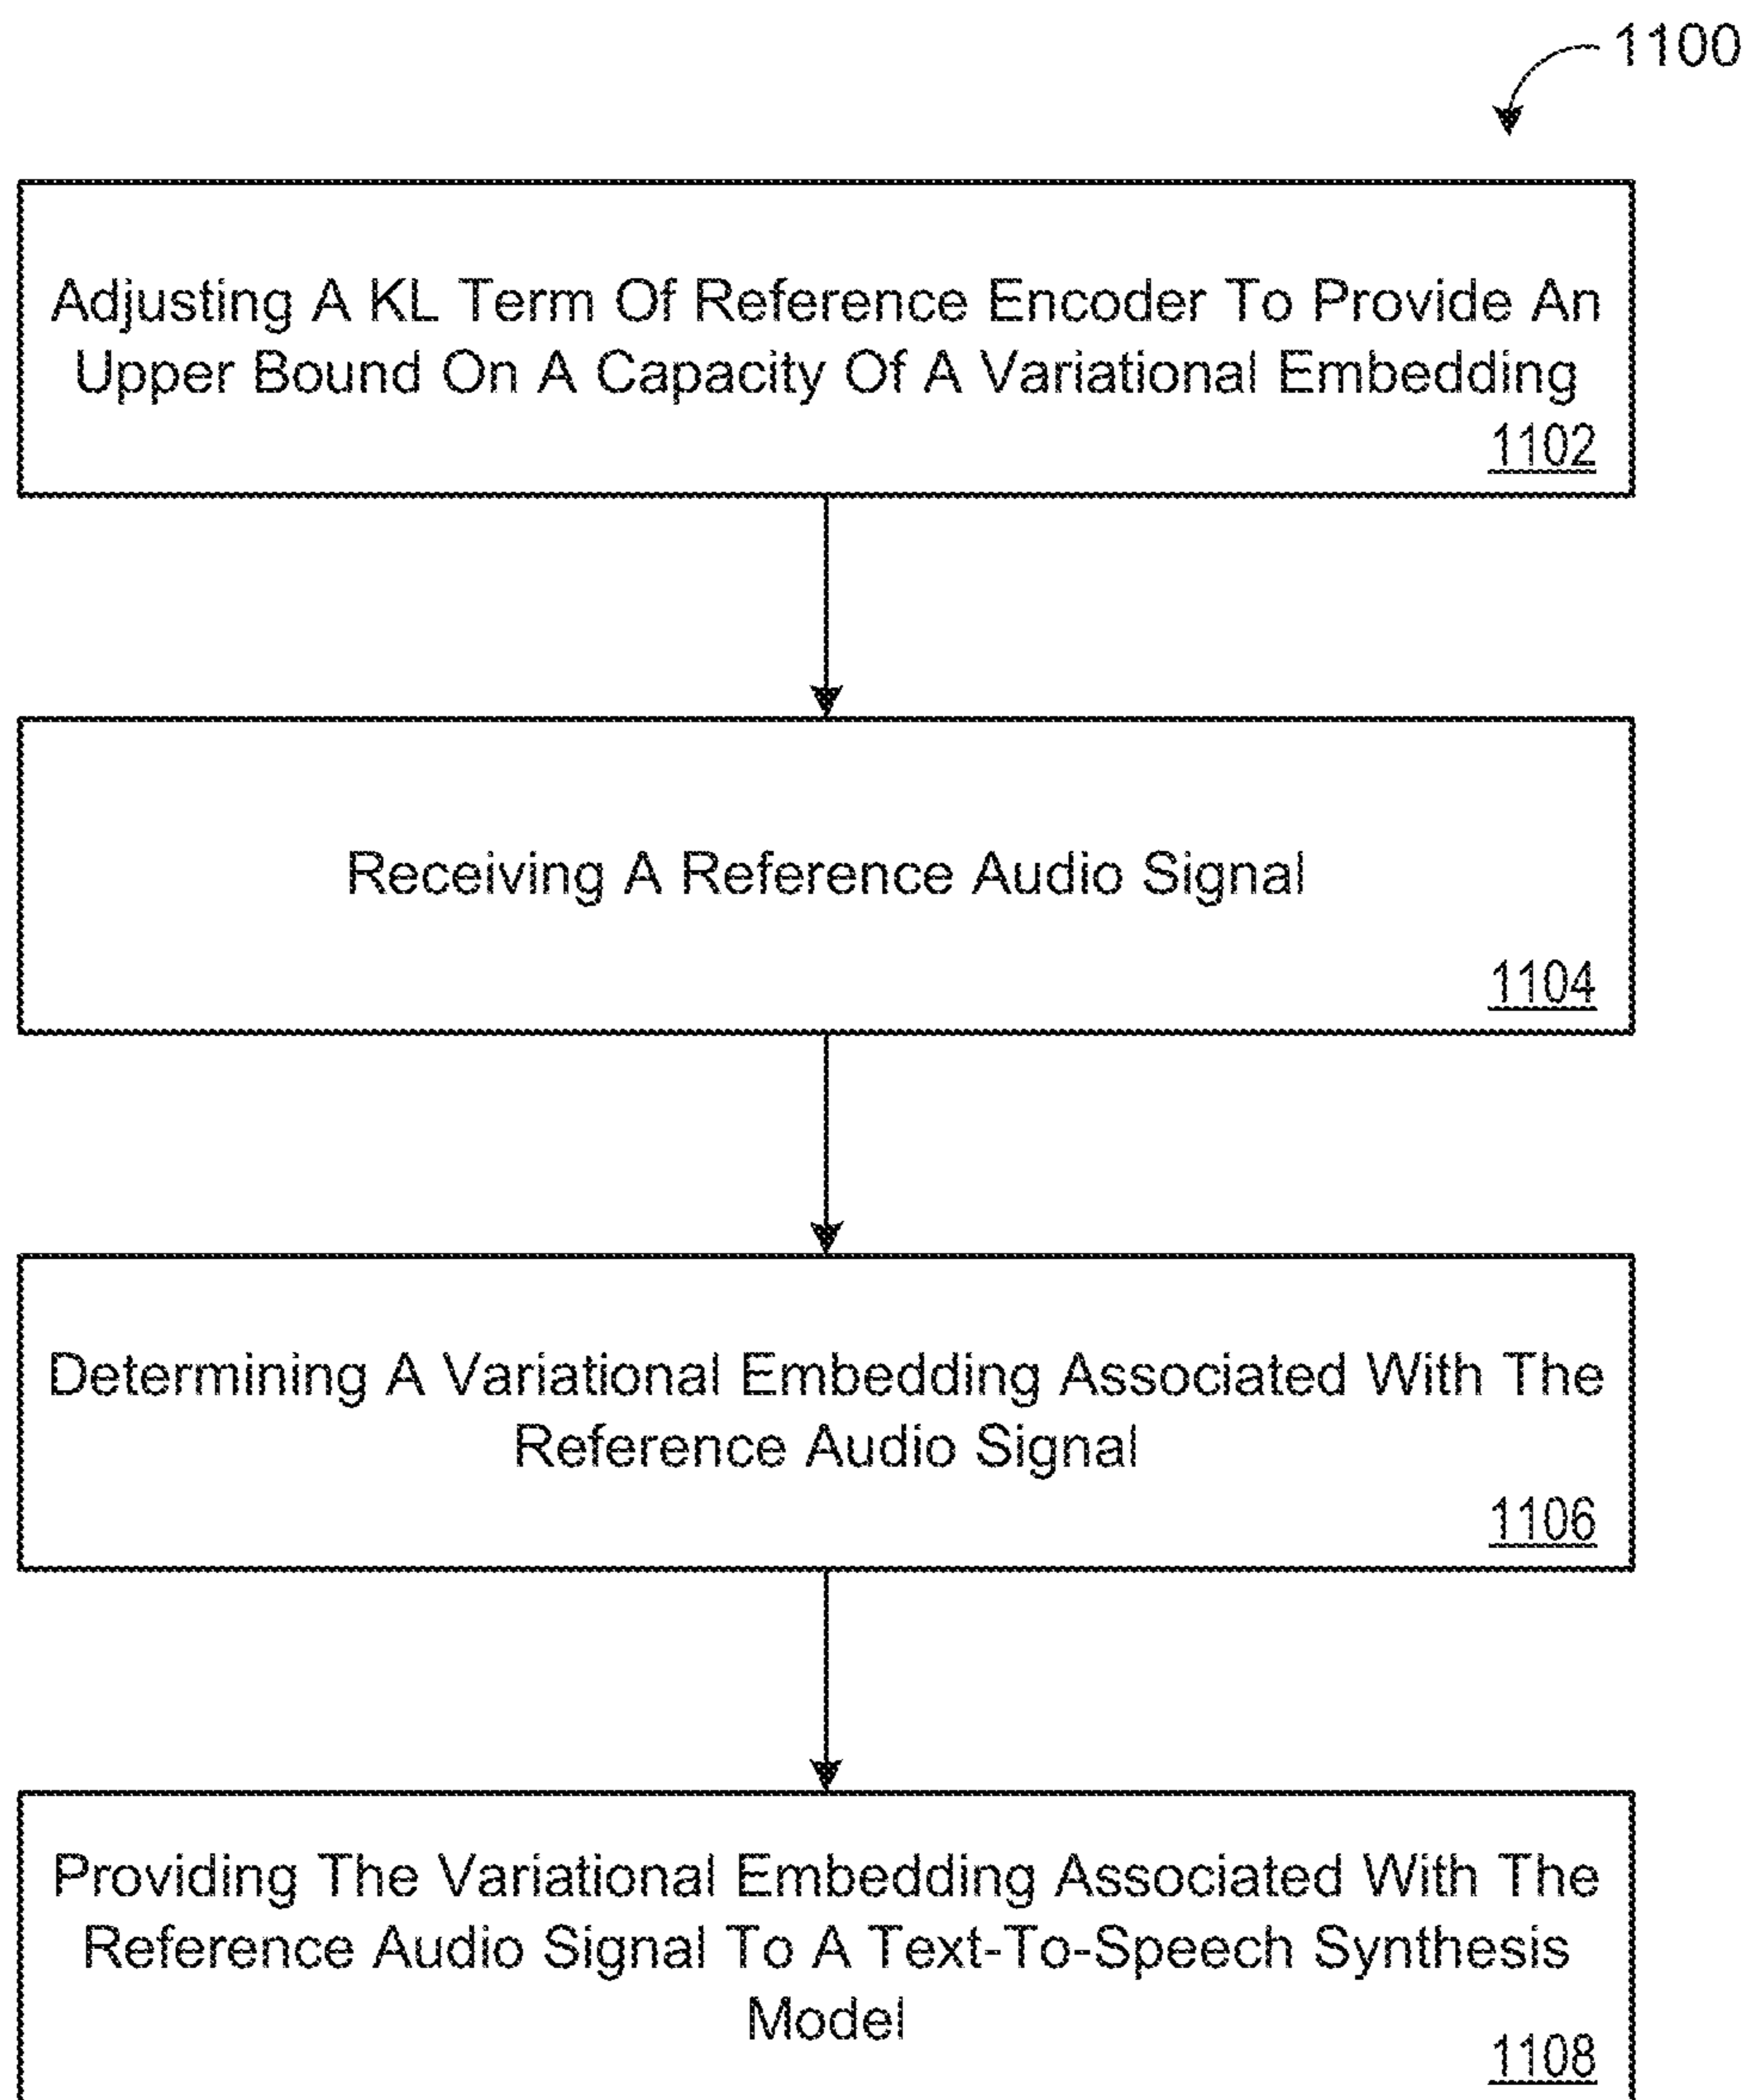 1100
Adjusting A KL Term Of Reference Encoder To Provide An
Upper Bound On A Capacity Of A Variational Embedding
1102
Receiving A Reference Audio Signal
1104
Determining A Variational Embedding Associated With The
Reference Audio Signal
1106
Providing The Variational Embedding Associated With The
Reference Audio Signal To A Text-To-Speech Synthesis
Model
1108